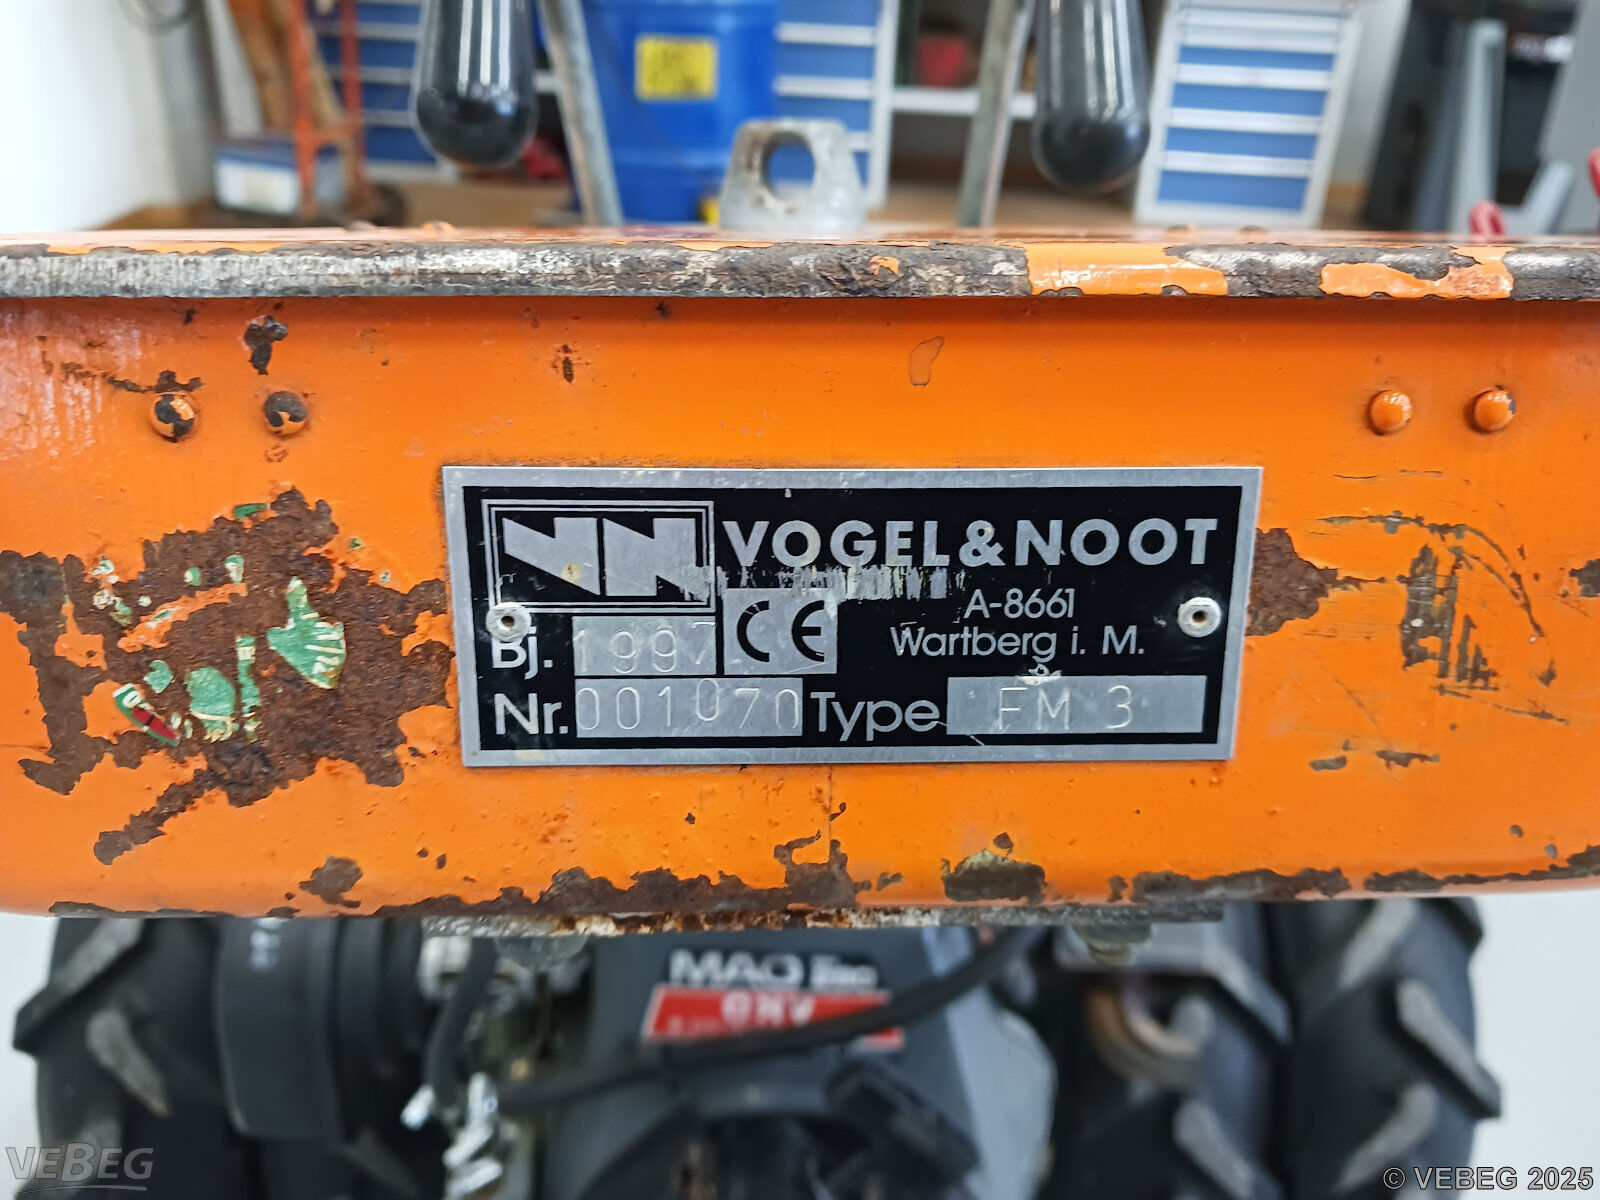 VN VOGEL&NOOT
CE A-8661
Wartberg i. M.
Bj. 1997
Nr. 001070 Type FM 3
MAG
VEBEG
© VEBEG 2025